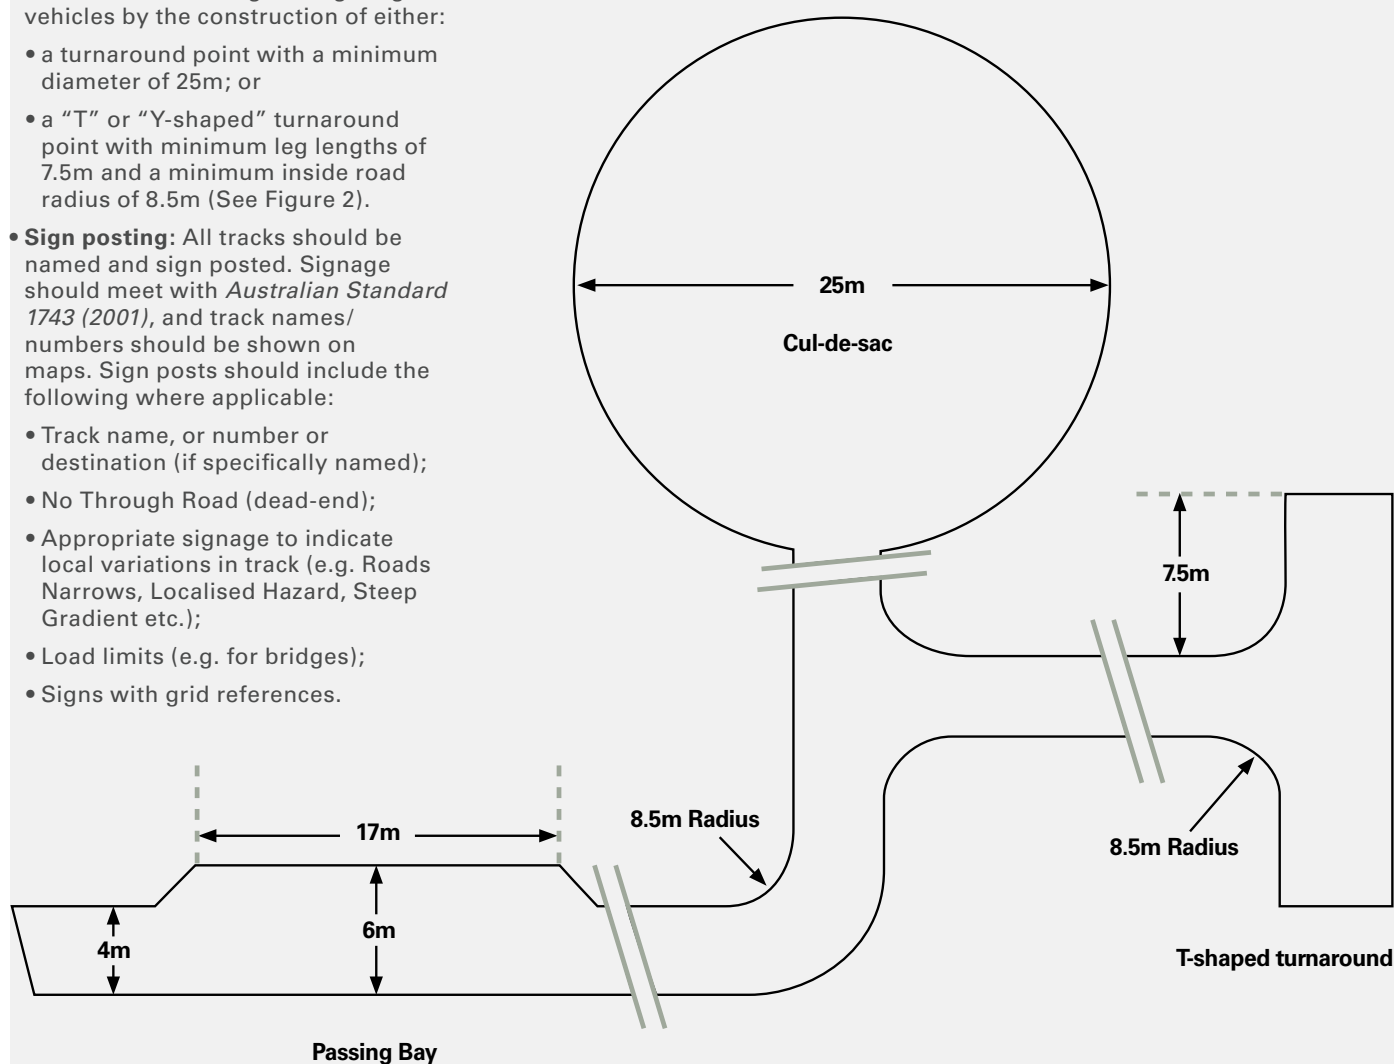 vehicles by the construction of either:
• a turnaround point with a minimum
diameter of 25m; or
• a “T” or “Y-shaped” turnaround
point with minimum leg lengths of
7.5m and a minimum inside road
radius of 8.5m (See Figure 2).
• Sign posting: All tracks should be
named and sign posted. Signage
should meet with Australian Standard
1743 (2001), and track names/
numbers should be shown on
maps. Sign posts should include the
following where applicable:
• Track name, or number or
destination (if specifically named);
• No Through Road (dead-end);
• Appropriate signage to indicate
local variations in track (e.g. Roads
Narrows, Localised Hazard, Steep
Gradient etc.);
• Load limits (e.g. for bridges);
• Signs with grid references.
25m
Cul-de-sac
7.5m
17m
8.5m Radius
8.5m Radius
4m
6m
T-shaped turnaround
Passing Bay